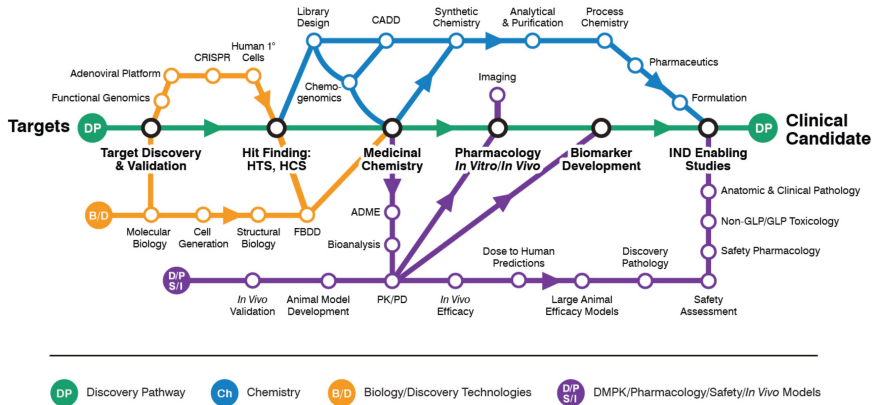 Library
Design
CADD
Synthetic
Chemistry
Analytical
& Purification
Process
Chemistry
Human 1°
Cells
CRISPR
Adenoviral Platform
Functional Genomics
Chemo-
genomics
Imaging
Pharmaceutics
Formulation
Targets
DP
DP
Clinical
Candidate
Target Discovery
& Validation
Hit Finding:
HTS, HCS
Medicinal
Chemistry
Pharmacology
In Vitro/In Vivo
Biomarker
Development
IND Enabling
Studies
Anatomic & Clinical Pathology
Non-GLP/GLP Toxicology
Safety Pharmacology
B/D
Molecular
Biology
Cell
Generation
Structural
Biology
FBDD
ADME
Bioanalysis
D/P
S/I
In Vivo
Validation
Animal Model
Development
PK/PD
In Vivo
Efficacy
Dose to Human
Predictions
Large Animal
Efficacy Models
Discovery
Pathology
Safety
Assessment
DP Discovery Pathway
Ch Chemistry
B/D Biology/Discovery Technologies
D/P
S/I
DMPK/Pharmacology/Safety/In Vivo Models